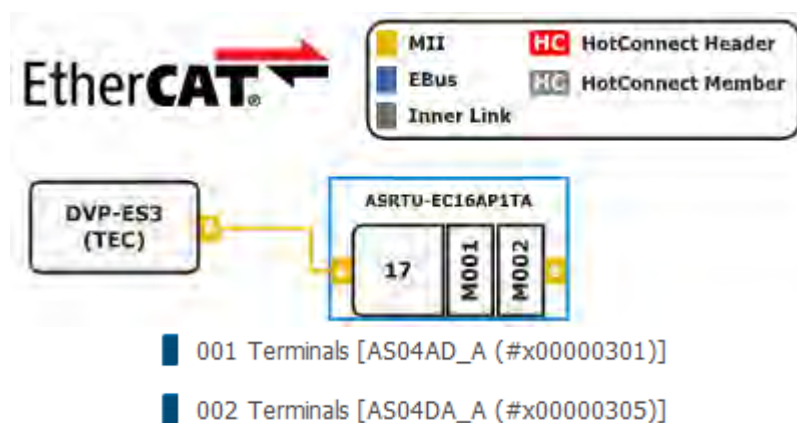 EtherCAT®
MII
HC HotConnect Header
EBus
HC HotConnect Member
Inner Link
DVP-ES3
(TEC)
ASRTU-EC16AP1TA
17
M001
M002
001 Terminals [AS04AD_A (#x00000301)]
002 Terminals [AS04DA_A (#x00000305)]